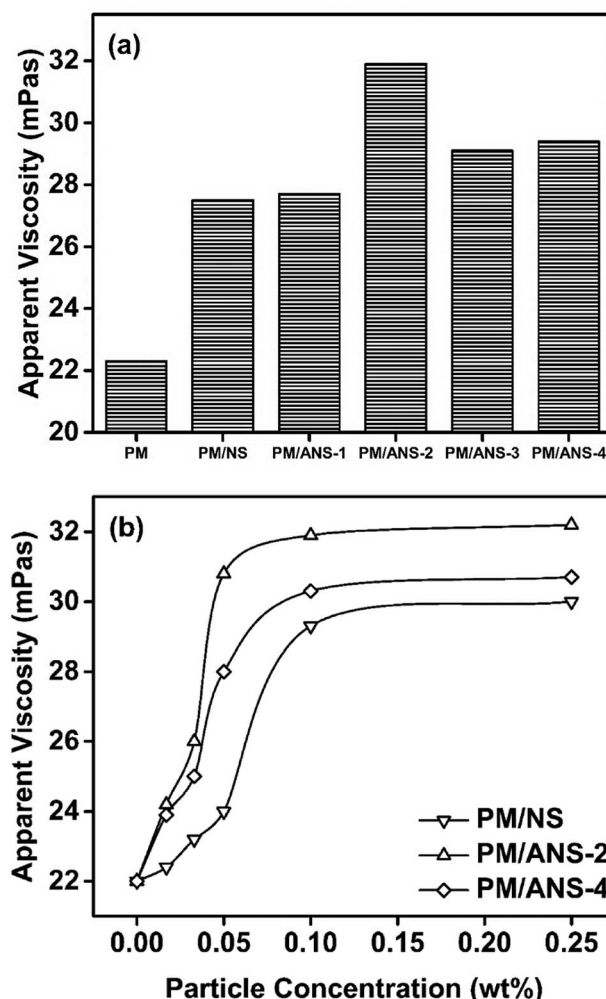 (a)
Apparent Viscosity (mPas)
32
30
28
26
24
22
20
PM PM/NS PM/ANS-1 PM/ANS-2 PM/ANS-3 PM/ANS-4
(b)
Apparent Viscosity (mPas)
32
30
28
26
24
22
PM/NS
PM/ANS-2
PM/ANS-4
0.00 0.05 0.10 0.15 0.20 0.25
Particle Concentration (wt%)